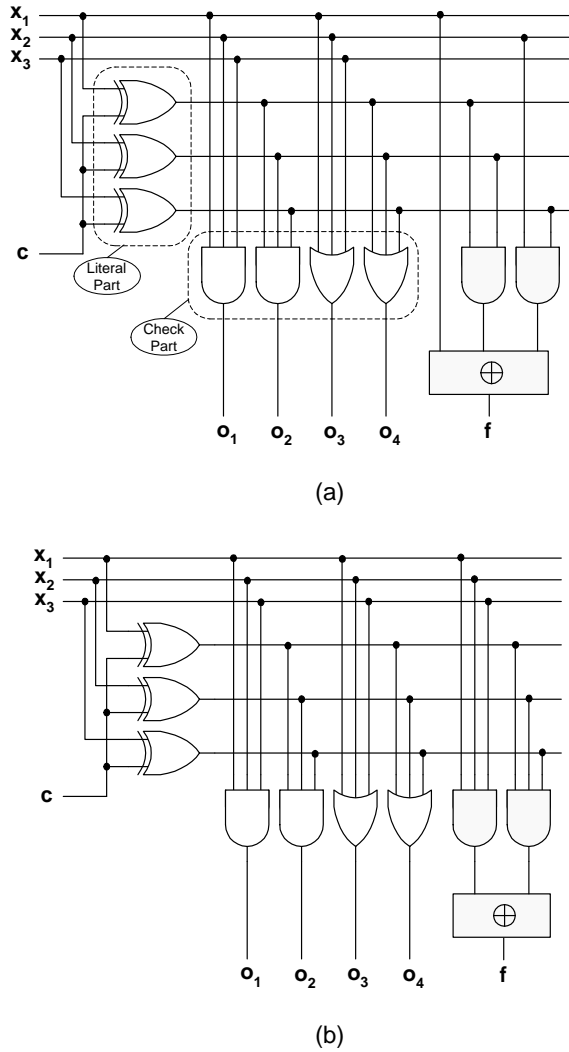 x₁
x₂
x₃
c
Literal
Part
Check
Part
o₁ o₂ o₃ o₄ f
(a)
x₁
x₂
x₃
c
o₁ o₂ o₃ o₄ f
(b)